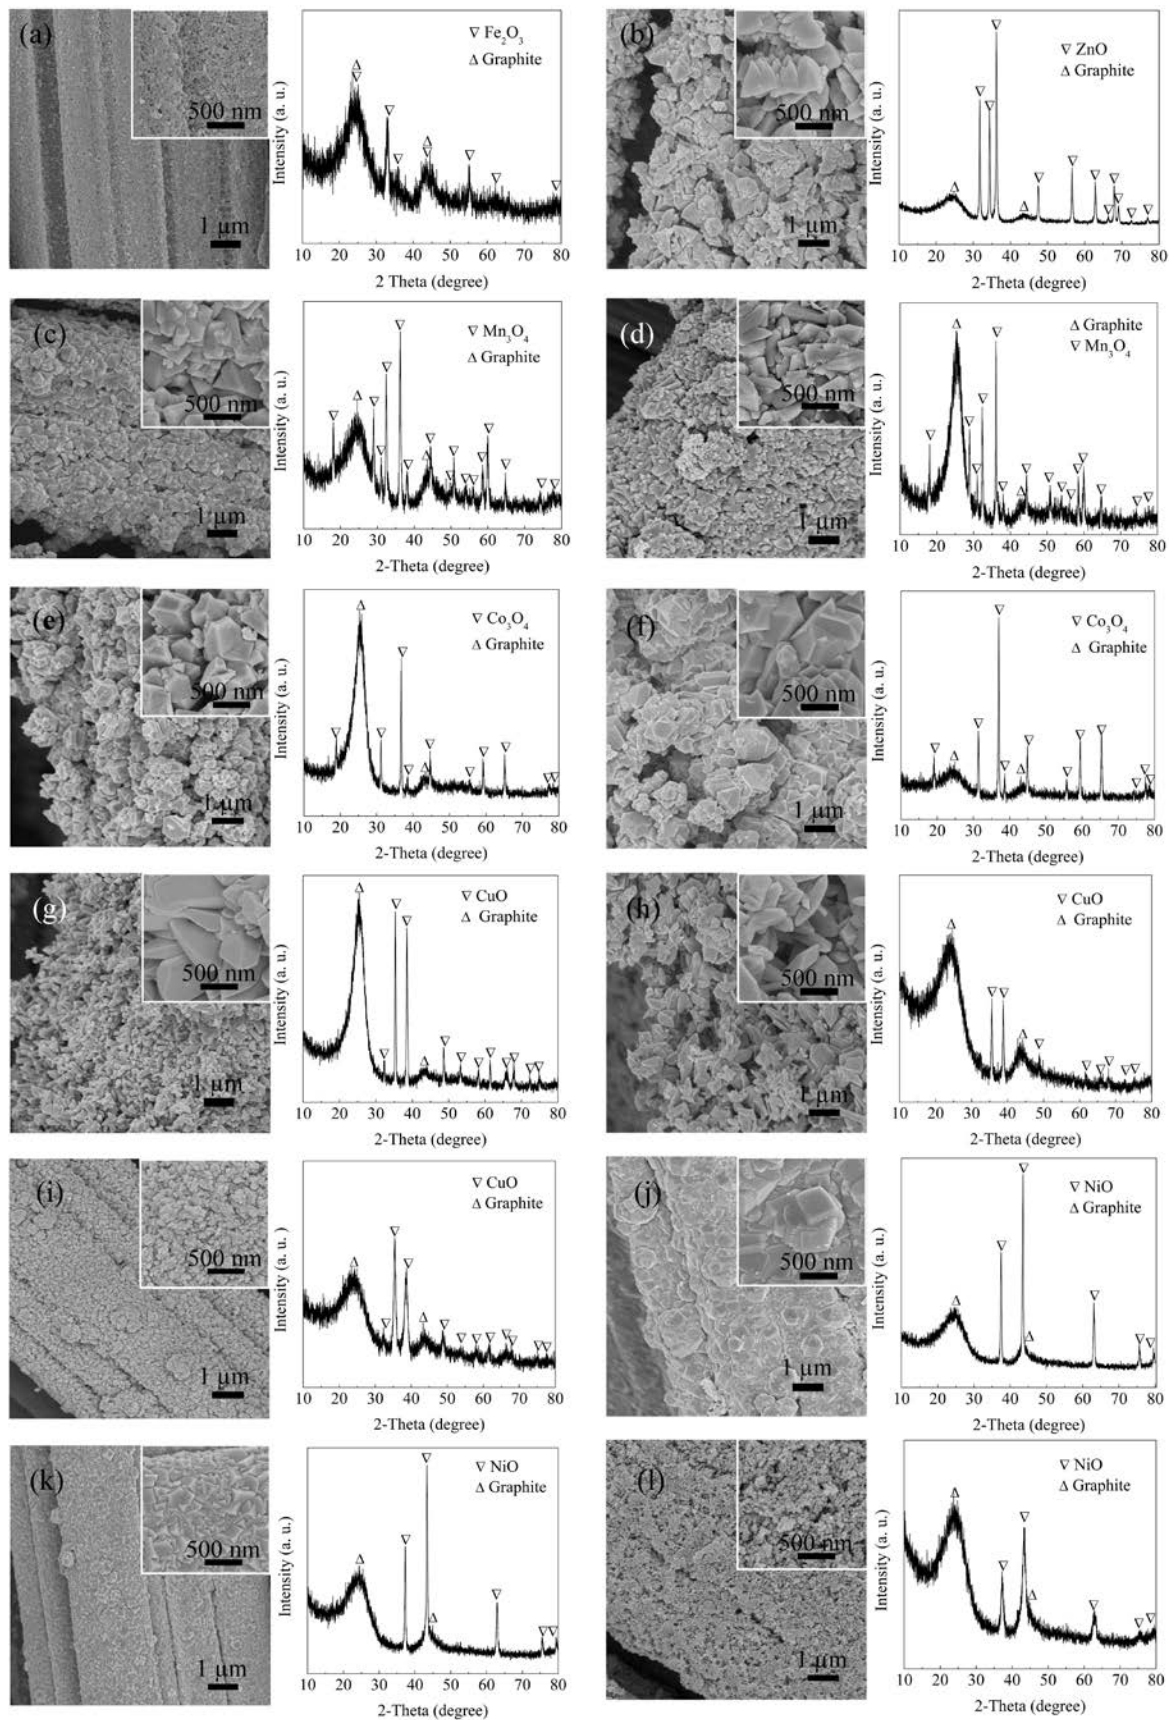 (a)
500 nm
1 μm
Intensity (a. u.)
∇ Fe₂O₃
Δ Graphite
10 20 30 40 50 60 70 80
2 Theta (degree)
(b)
500 nm
1 μm
Intensity (a. u.)
∇ ZnO
Δ Graphite
10 20 30 40 50 60 70 80
2-Theta (degree)
(c)
500 nm
1 μm
Intensity (a. u.)
∇ Mn₃O₄
Δ Graphite
10 20 30 40 50 60 70 80
2-Theta (degree)
(d)
500 nm
1 μm
Intensity (a. u.)
Δ Graphite
∇ Mn₃O₄
10 20 30 40 50 60 70 80
2-Theta (degree)
(e)
500 nm
1 μm
Intensity (a. u.)
∇ Co₃O₄
Δ Graphite
10 20 30 40 50 60 70 80
2-Theta (degree)
(f)
500 nm
1 μm
Intensity (a. u.)
∇ Co₃O₄
Δ Graphite
10 20 30 40 50 60 70 80
2-Theta (degree)
(g)
500 nm
1 μm
Intensity (a. u.)
∇ CuO
Δ Graphite
10 20 30 40 50 60 70 80
2-Theta (degree)
(h)
500 nm
1 μm
Intensity (a. u.)
∇ CuO
Δ Graphite
10 20 30 40 50 60 70 80
2-Theta (degree)
(i)
500 nm
1 μm
Intensity (a. u. )
∇ CuO
Δ Graphite
10 20 30 40 50 60 70 80
2-Theta (degree)
(j)
500 nm
1 μm
Intensity (a. u.)
∇ NiO
Δ Graphite
10 20 30 40 50 60 70 80
2-Theta (degree)
(k)
500 nm
1 μm
Intensity (a. u.)
∇ NiO
Δ Graphite
10 20 30 40 50 60 70 80
2-Theta (degree)
(l)
500 nm
1 μm
Intensity (a. u.)
∇ NiO
Δ Graphite
10 20 30 40 50 60 70 80
2-Theta (degree)